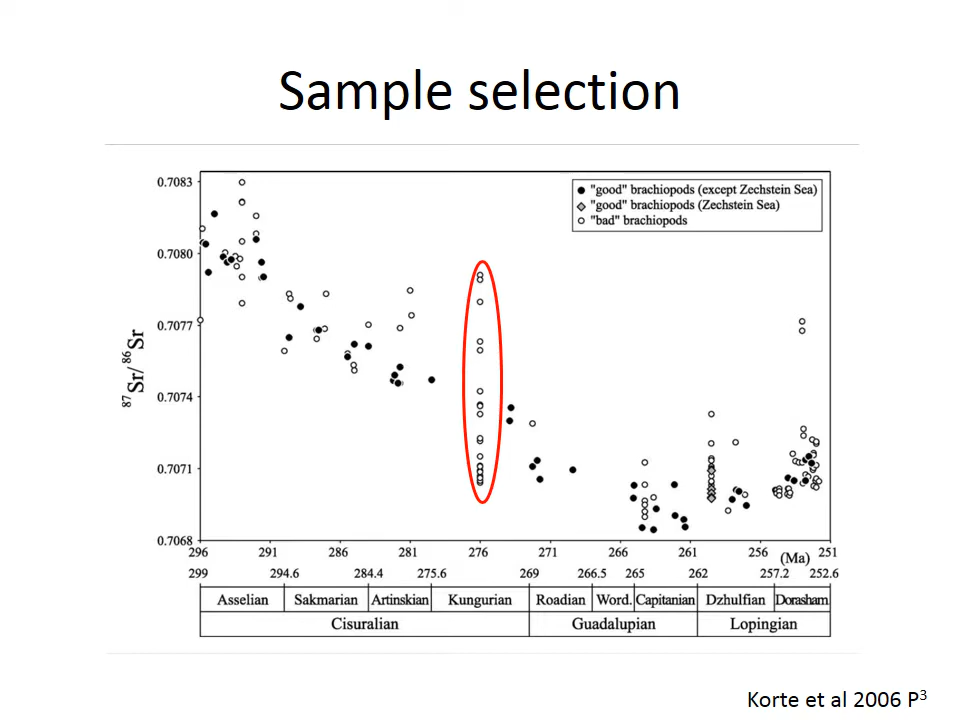 Sample selection
"good" brachiopods (except Zechstein Sea)
"good" brachiopods (Zechstein Sea)
"bad" brachiopods
87Sr/86Sr
0.7083
0.7080
0.7077
0.7074
0.7071
0.7068
296 291 286 281 276 271 266 261 256 251
(Ma)
299 294.6 284.4 275.6 269 266.5 265 262 257.2 252.6
Asselian Sakmarian Artinskian Kungurian Roadian Word. Capitanian Dzhulfian Dorasham.
Cisuralian Guadalupian Lopingian
Korte et al 2006 P³